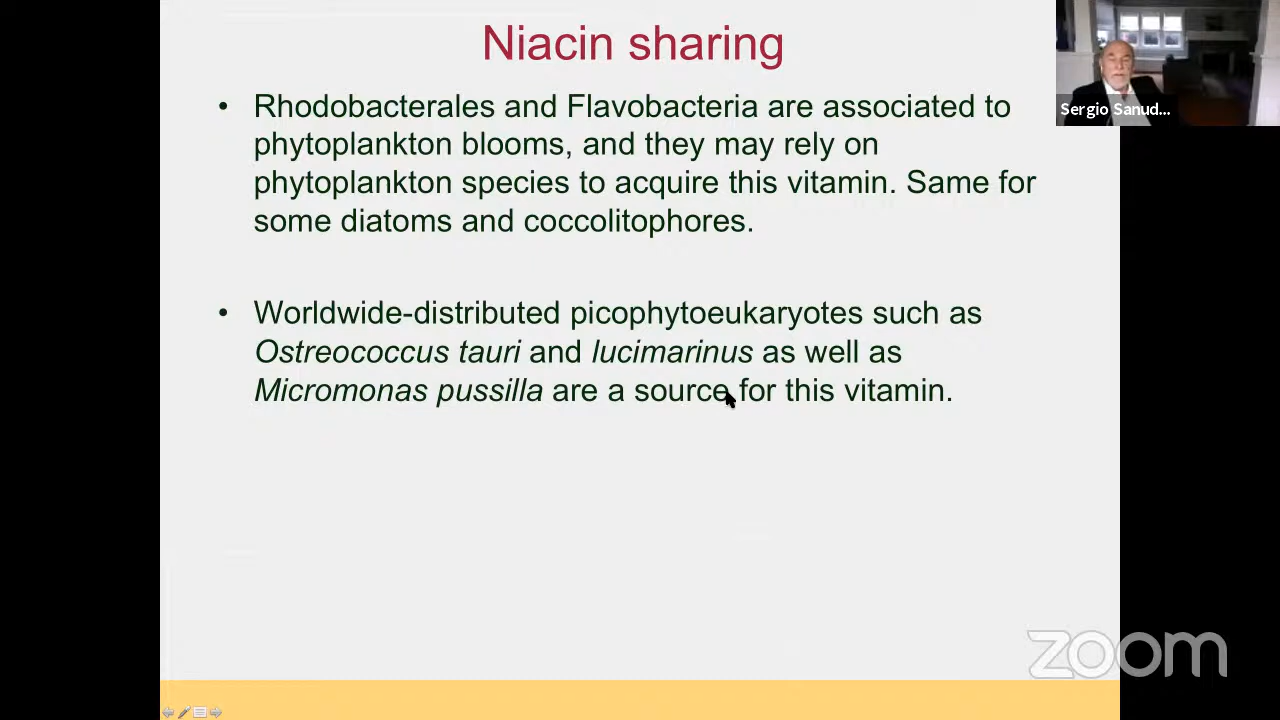 Niacin sharing
• Rhodobacterales and Flavobacteria are associated to
phytoplankton blooms, and they may rely on
phytoplankton species to acquire this vitamin. Same for
some diatoms and coccolitophores.
• Worldwide-distributed picophytoeukaryotes such as
Ostreococcus tauri and lucimarinus as well as
Micromonas pussilla are a source for this vitamin.
Sergio Sanud...
zoom